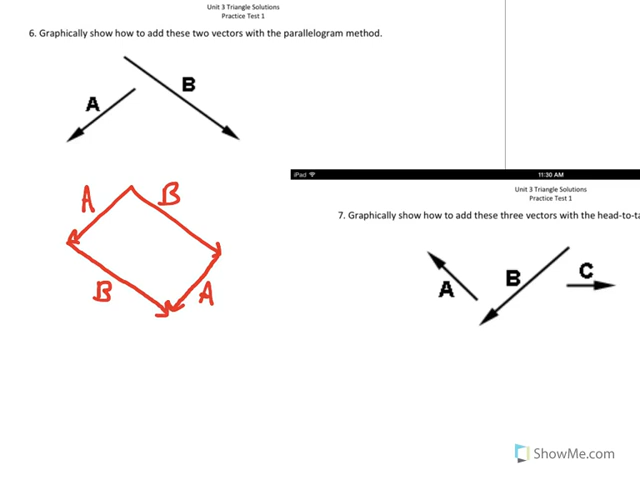 Unit 3 Triangle Solutions
Practice Test 1
6. Graphically show how to add these two vectors with the parallelogram method.
A
B
A
B
B
A
iPad
11:30 AM
Unit 3 Triangle Solutions
Practice Test 1
7. Graphically show how to add these three vectors with the head-to-ta
A
B
C
ShowMe.com